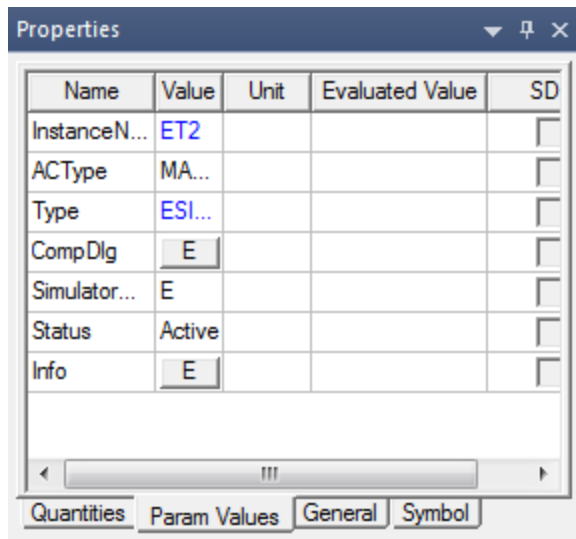 Properties
Name Value Unit Evaluated Value SD
InstanceN... ET2
ACType MA...
Type ESI...
CompDlg E
Simulator... E
Status Active
Info E
Quantities Param Values General Symbol